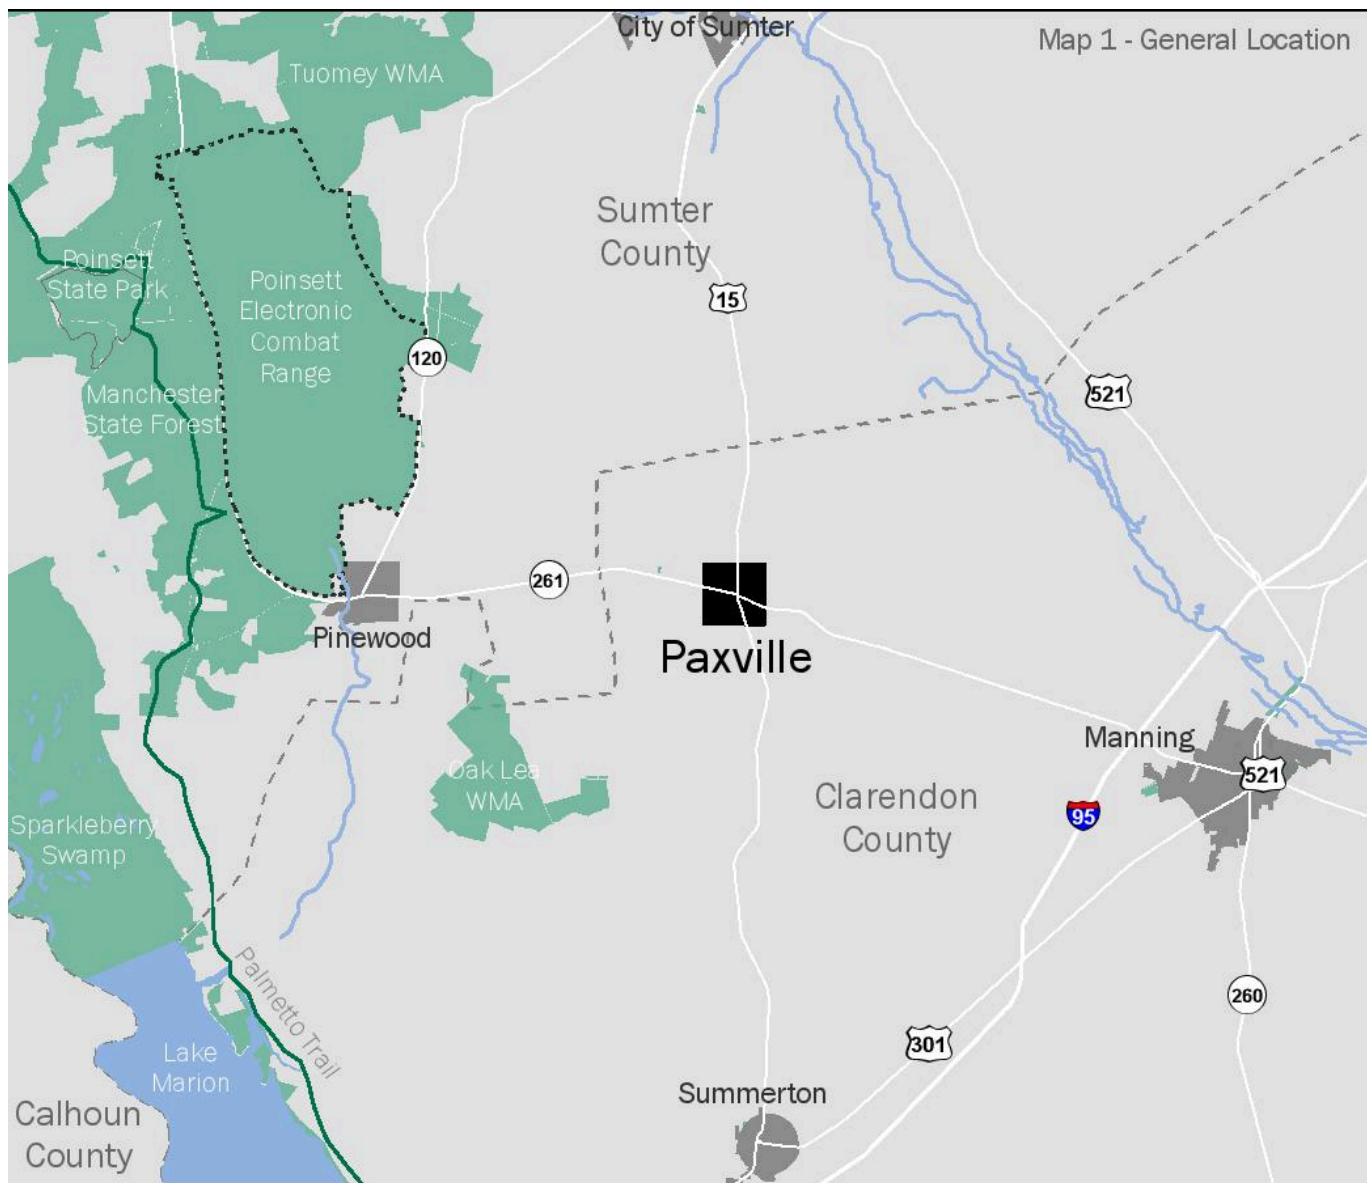 City of Sumter
Map 1 - General Location
Tuomey WMA
Sumter
County
Poinsett
State Park
Poinsett
Electronic
Combat
Range
15
120
Manchester
State Forest
521
261
Pinewood
Paxville
Manning
521
Oak Lea
WMA
Clarendon
County
95
Sparkleberry
Swamp
Palmetto Trail
260
301
Lake
Marion
Summerton
Calhoun
County